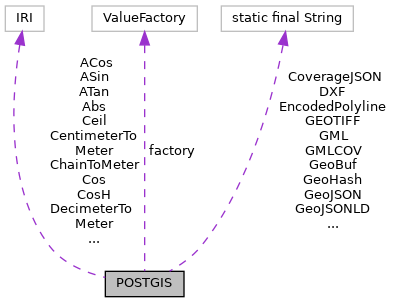 IRI
ValueFactory
static final String
ACos
ASin
ATan
Abs
Ceil
CentimeterTo
Meter
ChainToMeter
Cos
CosH
DecimeterTo
Meter
...
factory
CoverageJSON
DXF
EncodedPolyline
GEOTIFF
GML
GMLCOV
GeoBuf
GeoHash
GeoJSON
GeoJSONLD
...
POSTGIS